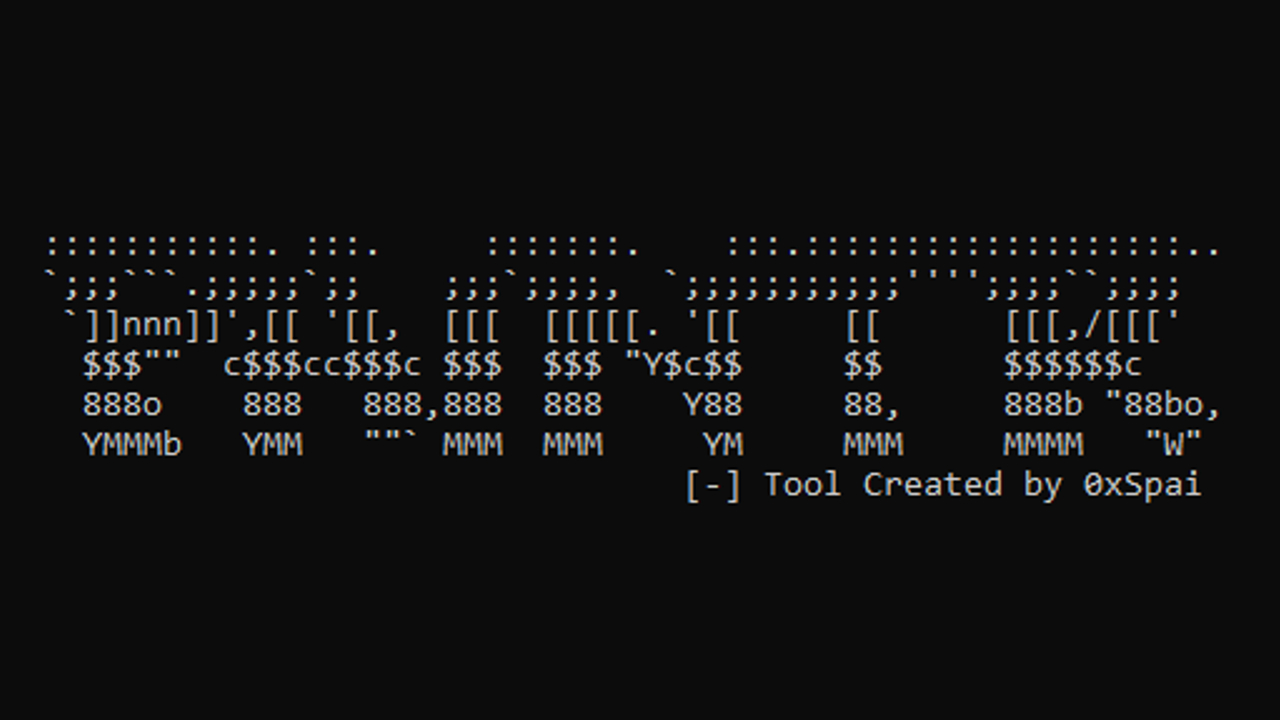 :::::::::::. :::.     :::::::.    :::.:::::::::::::::::::..
`;;;```.;;;;;`;;    ;;;`;;;;,  `;;;;;;;;;;;'''';;;;``;;;;
 `]]nnn]]',[[ '[[,  [[[  [[[[[. '[[     [[      [[[,/[[['
  $$$""  c$$$cc$$$c $$$  $$$ "Y$c$$     $$      $$$$$$c
  888o    888   888,888  888    Y88     88,     888b "88bo,
  YMMMb   YMM   ""` MMM  MMM     YM     MMM     MMMM   "W"
[-] Tool Created by 0xSpai